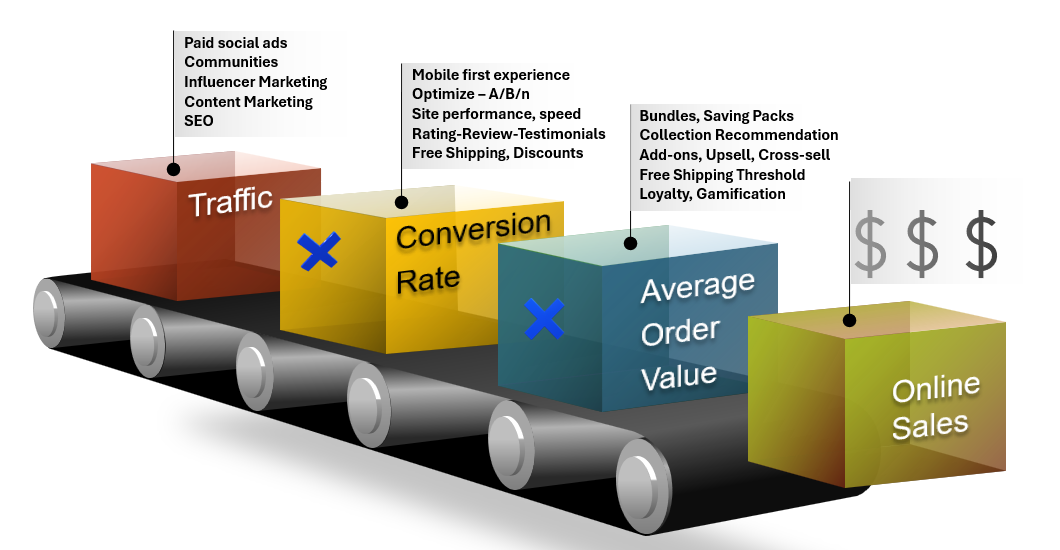 Paid social ads
Communities
Influencer Marketing
Content Marketing
SEO
Traffic
Mobile first experience
Optimize – A/B/n
Site performance, speed
Rating-Review-Testimonials
Free Shipping, Discounts
Conversion
Rate
Bundles, Saving Packs
Collection Recommendation
Add-ons, Upsell, Cross-sell
Free Shipping Threshold
Loyalty, Gamification
Average
Order
Value
$ $ $
Online
Sales